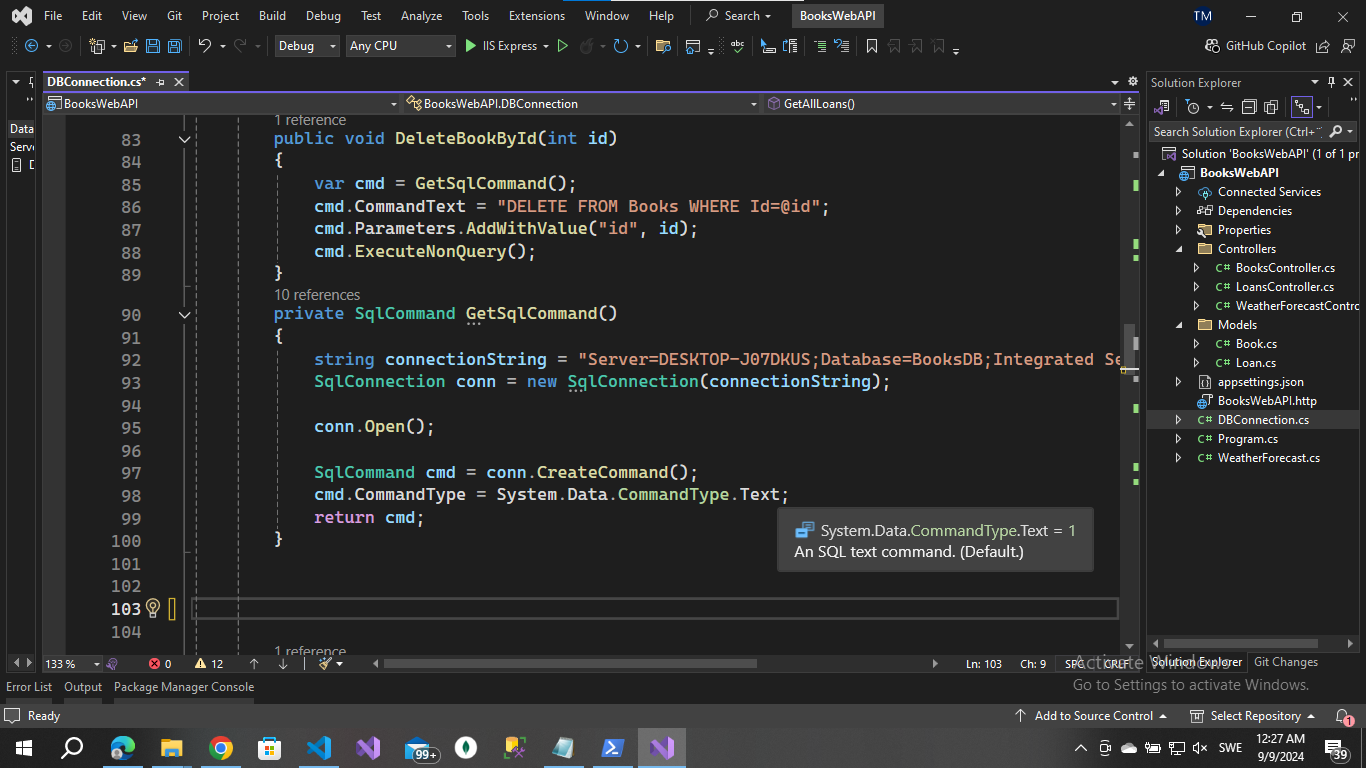 File Edit View Git Project Build Debug Test Analyze Tools Extensions Window Help Search BooksWebAPI TM
Debug Any CPU IIS Express GitHub Copilot
DBConnection.cs*
Solution Explorer
BooksWebAPI BooksWebAPI.DBConnection GetAllLoans()
Data
Serv
Search Solution Explorer (Ctrl+
Solution 'BooksWebAPI' (1 of 1 pr
BooksWebAPI
Connected Services
Dependencies
Properties
Controllers
BooksController.cs
LoansController.cs
WeatherForecastContro
Models
Book.cs
Loan.cs
appsettings.json
BooksWebAPI.http
DBConnection.cs
Program.cs
WeatherForecast.cs
1 reference
83 public void DeleteBookById(int id)
84 {
85 var cmd = GetSqlCommand();
86 cmd.CommandText = "DELETE FROM Books WHERE Id=@id";
87 cmd.Parameters.AddWithValue("id", id);
88 cmd.ExecuteNonQuery();
89 }
10 references
90 private SqlCommand GetSqlCommand()
91 {
92 string connectionString = "Server=DESKTOP-J07DKUS;Database=BooksDB;Integrated Se
93 SqlConnection conn = new SqlConnection(connectionString);
94
95 conn.Open();
96
97 SqlCommand cmd = conn.CreateCommand();
98 cmd.CommandType = System.Data.CommandType.Text;
99 return cmd;
100 }
System.Data.CommandType.Text = 1
An SQL text command. (Default.)
101
102
103
104
1 reference
133 % 0 12 Ln: 103 Ch: 9 SPC CRLF
Solution Explorer Git Changes
Activate Windows
Go to Settings to activate Windows.
Error List Output Package Manager Console
Ready Add to Source Control Select Repository 1
99+ SWE 12:27 AM
9/9/2024 39